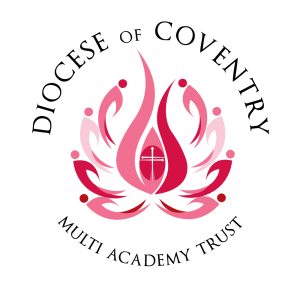 DIOCESE OF COVENTRY
MULTI ACADEMY TRUST